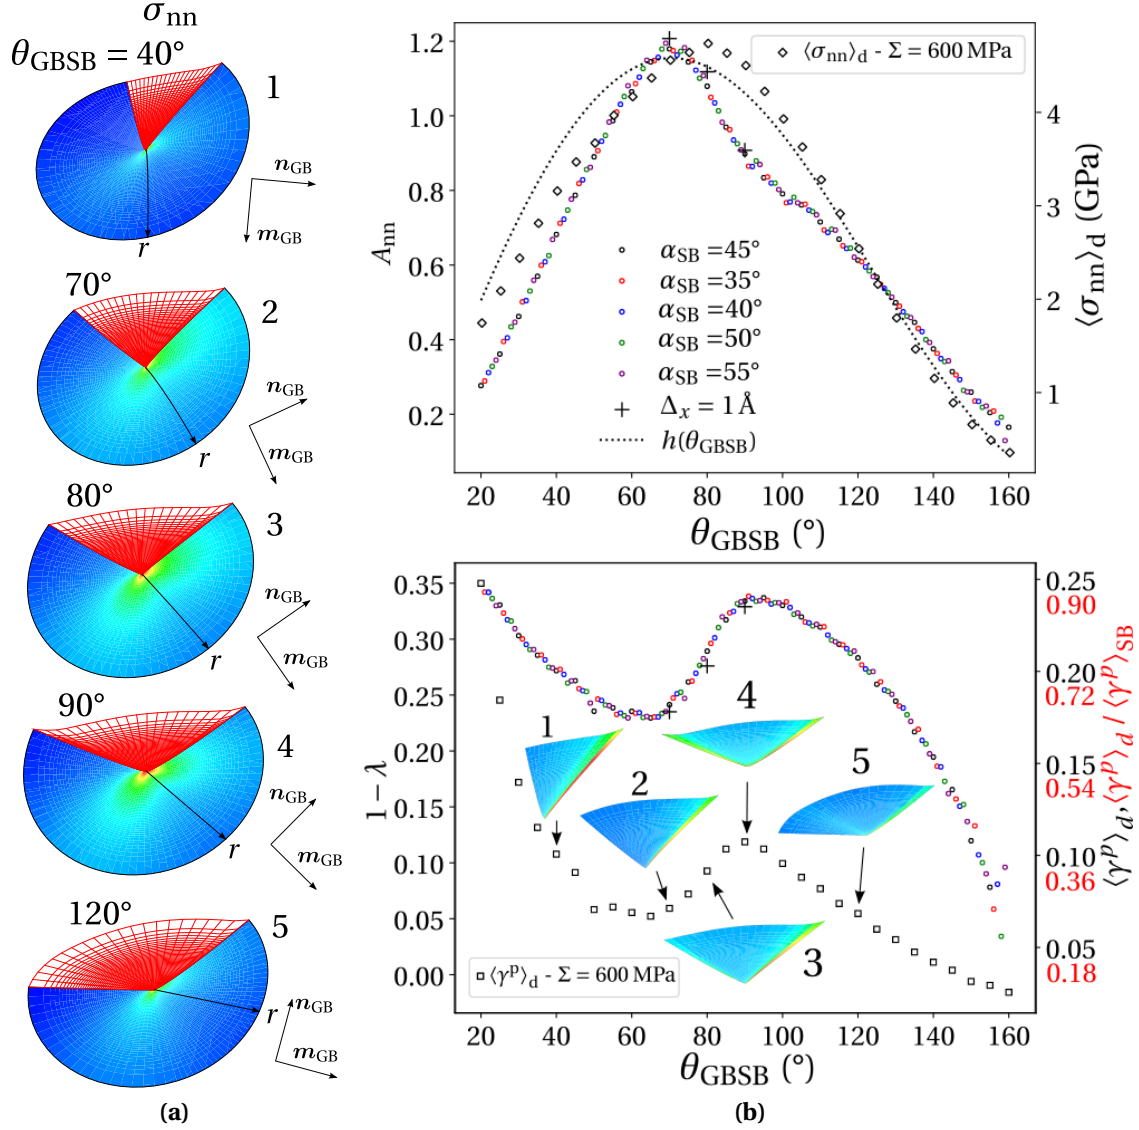 σnn
θGBSB = 40°
1
nGB
mGB
r
70°
2
nGB
mGB
r
80°
3
nGB
mGB
r
90°
4
nGB
mGB
r
120°
5
nGB
mGB
r
(a)
1.2
1.0
0.8
0.6
0.4
0.2
Ann
⟨σnn⟩d - Σ = 600 MPa
αSB =45°
αSB =35°
αSB =40°
αSB =50°
αSB =55°
Δx = 1 Å
h(θGBSB)
4
3
2
1
⟨σnn⟩d (GPa)
20 40 60 80 100 120 140 160
θGBSB (°)
0.35
0.30
0.25
0.20
0.15
0.10
0.05
0.00
1 − λ
1
2
3
4
5
⟨γp⟩d - Σ = 600 MPa
0.25
0.90
0.20
0.72
0.15
0.54
0.10
0.36
0.05
0.18
⟨γp⟩d, ⟨γp⟩d / ⟨γp⟩SB
20 40 60 80 100 120 140 160
θGBSB (°)
(b)